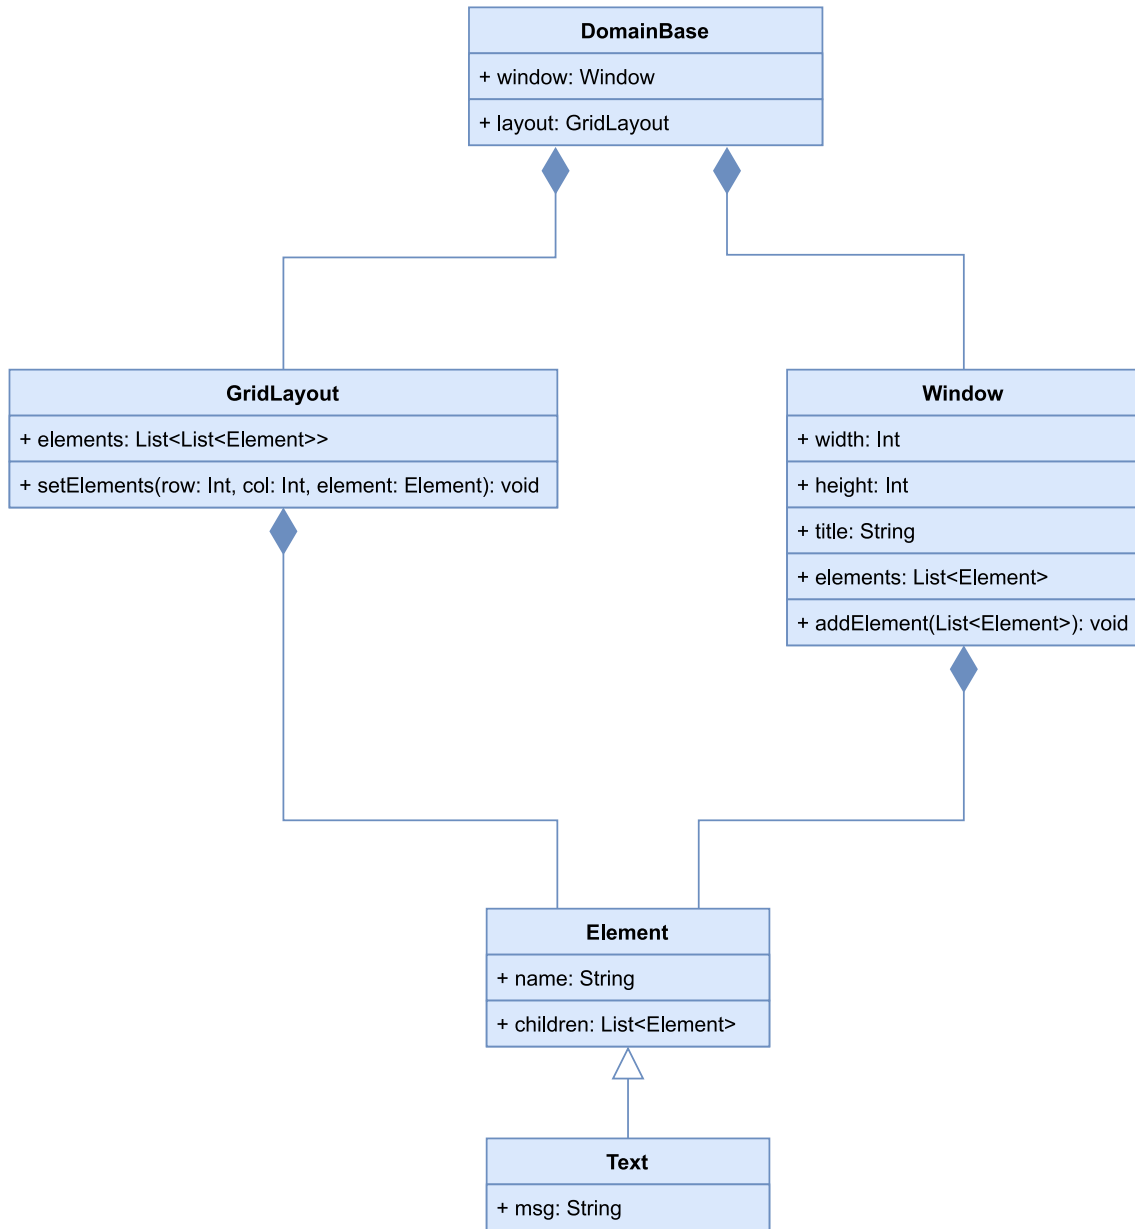 DomainBase
+ window: Window
+ layout: GridLayout
GridLayout
+ elements: List<List<Element>>
+ setElements(row: Int, col: Int, element: Element): void
Window
+ width: Int
+ height: Int
+ title: String
+ elements: List<Element>
+ addElement(List<Element>): void
Element
+ name: String
+ children: List<Element>
Text
+ msg: String